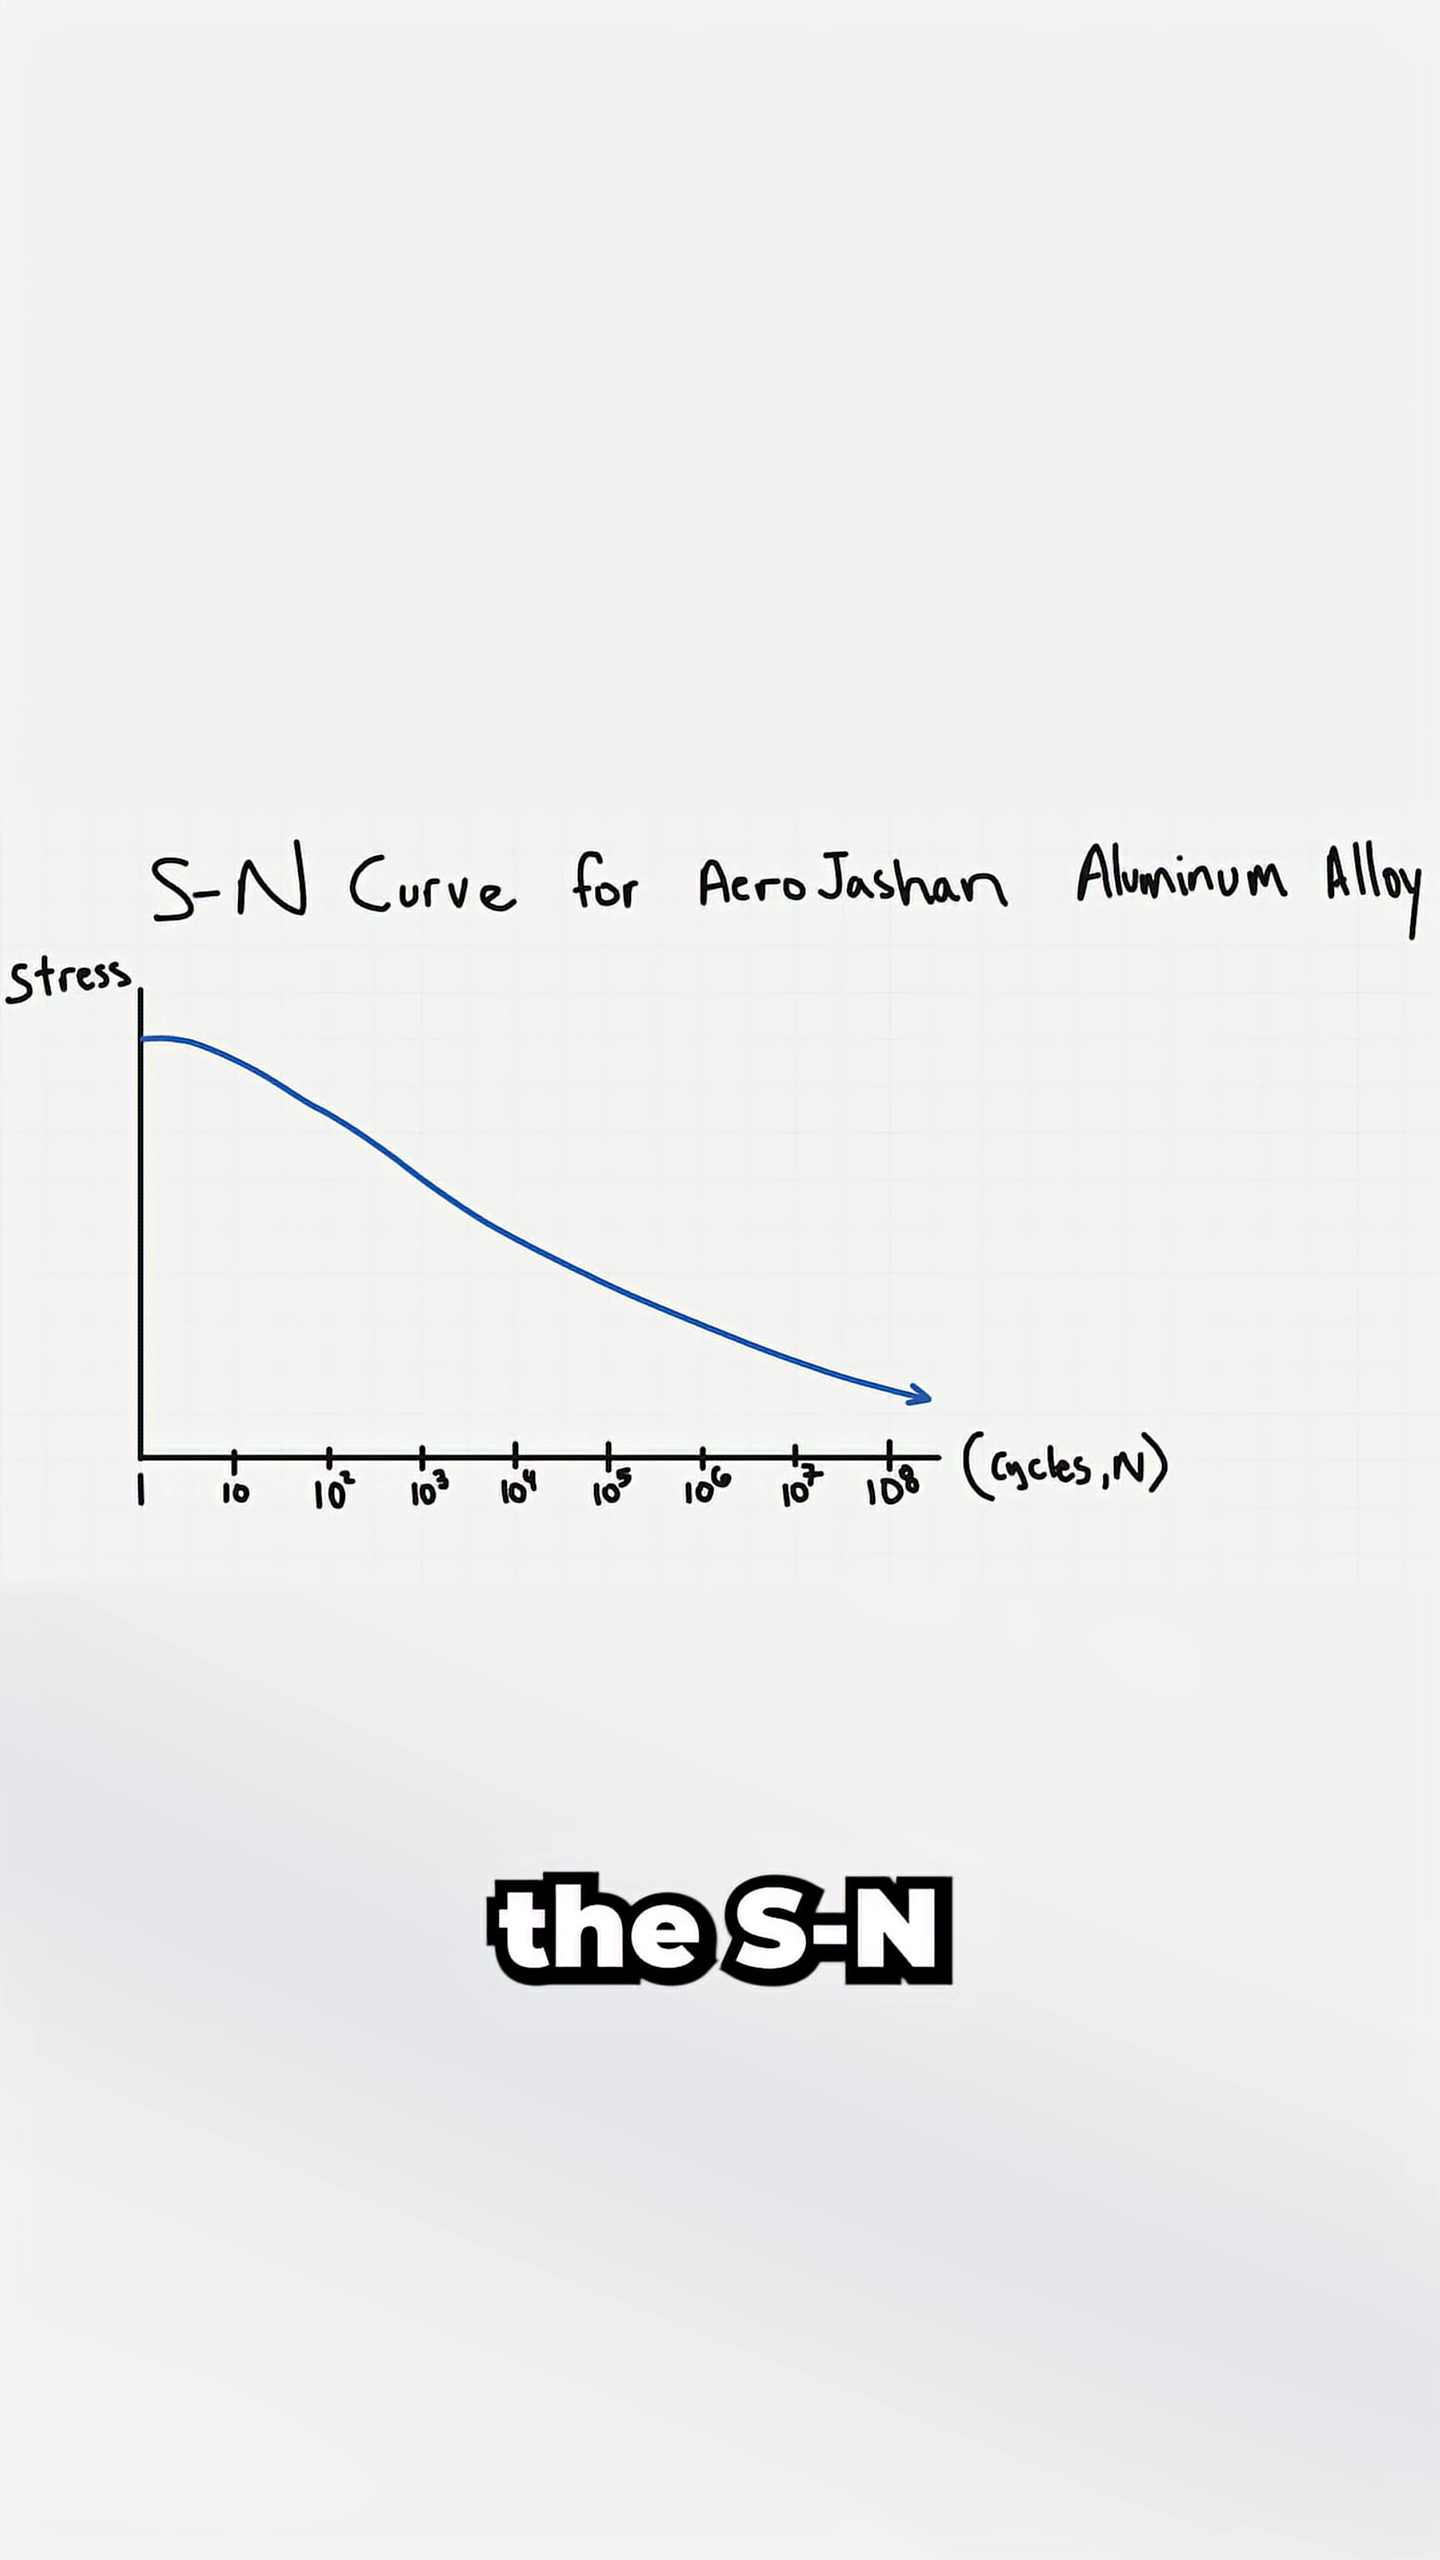 S-N Curve for AeroJashan Aluminum Alloy
Stress
1 10 10² 10³ 10⁴ 10⁵ 10⁶ 10⁷ 10⁸ (Cycles, N)
the S-N